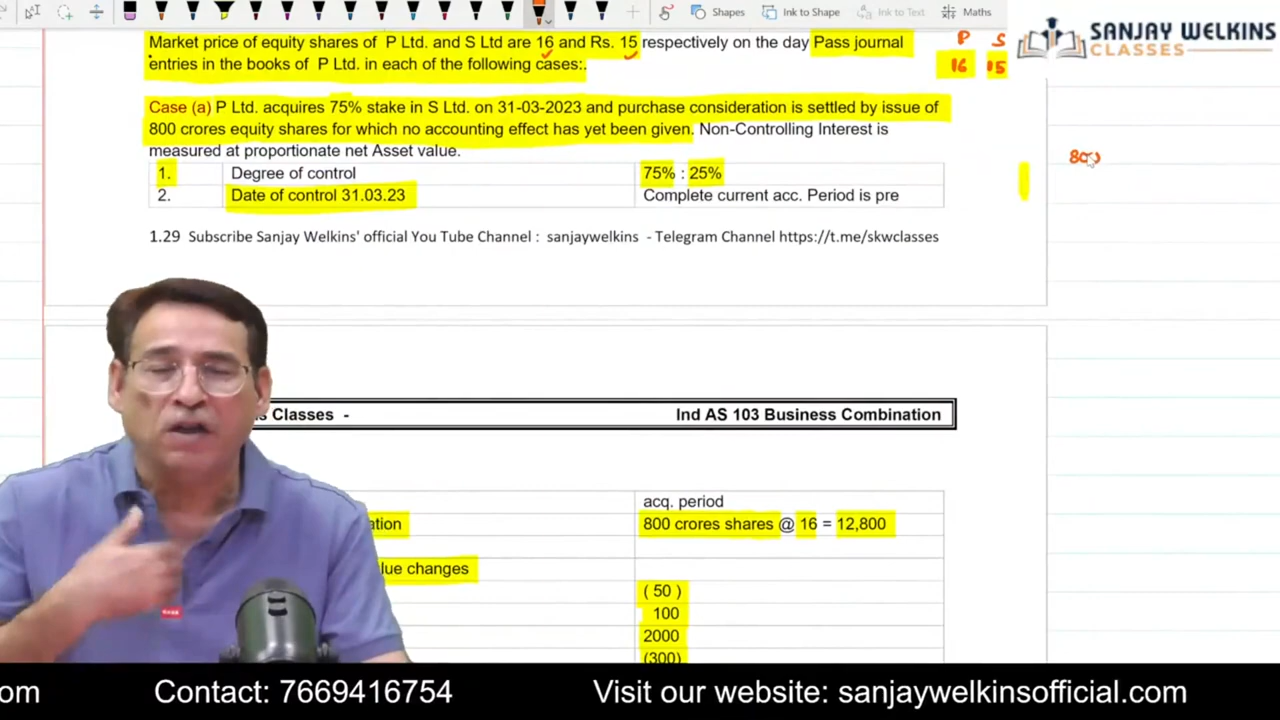 Shapes
Ink to Shape
Ink to Text
Maths
SANJAY WELKINS
CLASSES
Market price of equity shares of P Ltd. and S Ltd are 16 and Rs. 15 respectively on the day Pass journal
entries in the books of P Ltd. in each of the following cases:.
P S
16 15
Case (a) P Ltd. acquires 75% stake in S Ltd. on 31-03-2023 and purchase consideration is settled by issue of
800 crores equity shares for which no accounting effect has yet been given. Non-Controlling Interest is
measured at proportionate net Asset value.
800
1. Degree of control 75% : 25%
2. Date of control 31.03.23 Complete current acc. Period is pre
1.29 Subscribe Sanjay Welkins' official You Tube Channel : sanjaywelkins - Telegram Channel https://t.me/skwclasses
Classes - Ind AS 103 Business Combination
acq. period
ation 800 crores shares @ 16 = 12,800
lue changes
( 50 )
100
2000
(300)
om Contact: 7669416754 Visit our website: sanjaywelkinsofficial.com